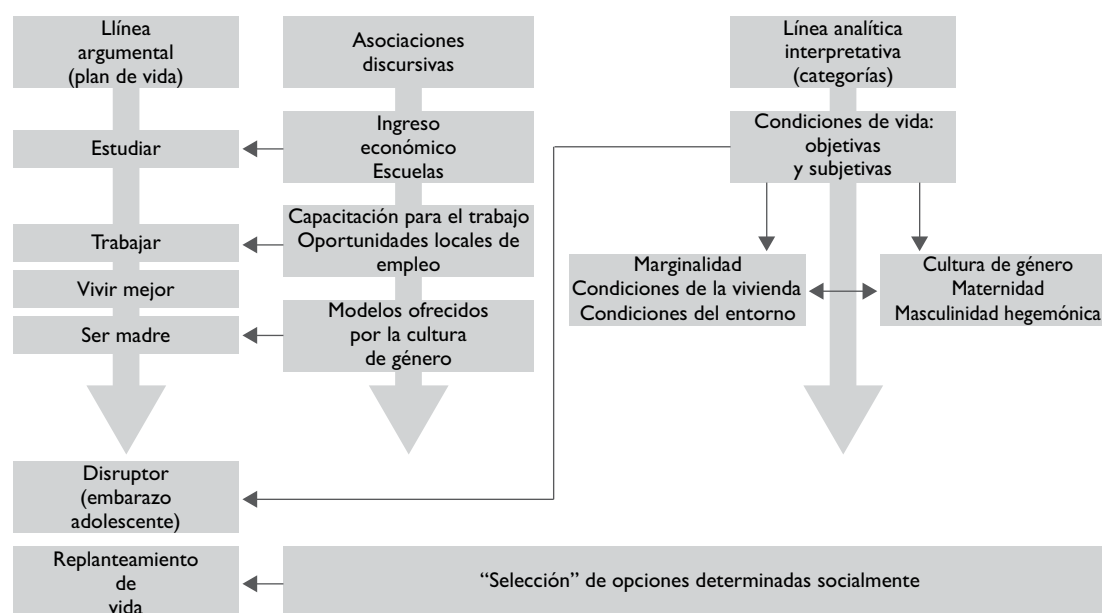 Llínea
argumental
(plan de vida)
Asociaciones
discursivas
Línea analítica
interpretativa
(categorías)
Estudiar
Ingreso
económico
Escuelas
Condiciones de vida:
objetivas
y subjetivas
Trabajar
Capacitación para el trabajo
Oportunidades locales de
empleo
Marginalidad
Condiciones de la vivienda
Condiciones del entorno
Cultura de género
Maternidad
Masculinidad hegemónica
Vivir mejor
Ser madre
Modelos ofrecidos
por la cultura
de género
Disruptor
(embarazo
adolescente)
Replanteamiento
de
vida
“Selección” de opciones determinadas socialmente